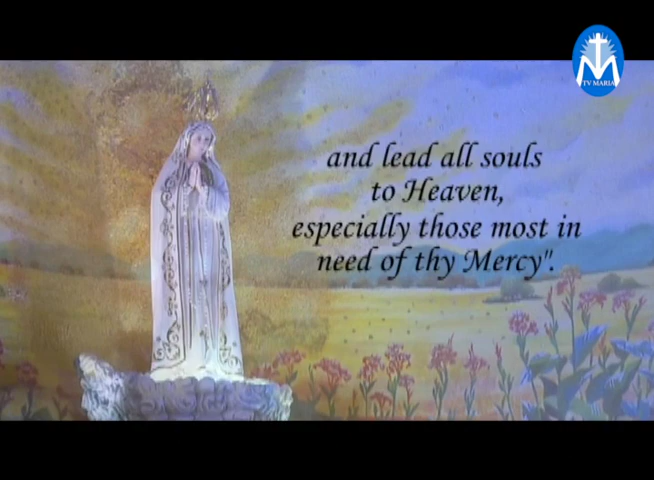 TV MARIA
and lead all souls
to Heaven,
especially those most in
need of thy Mercy".